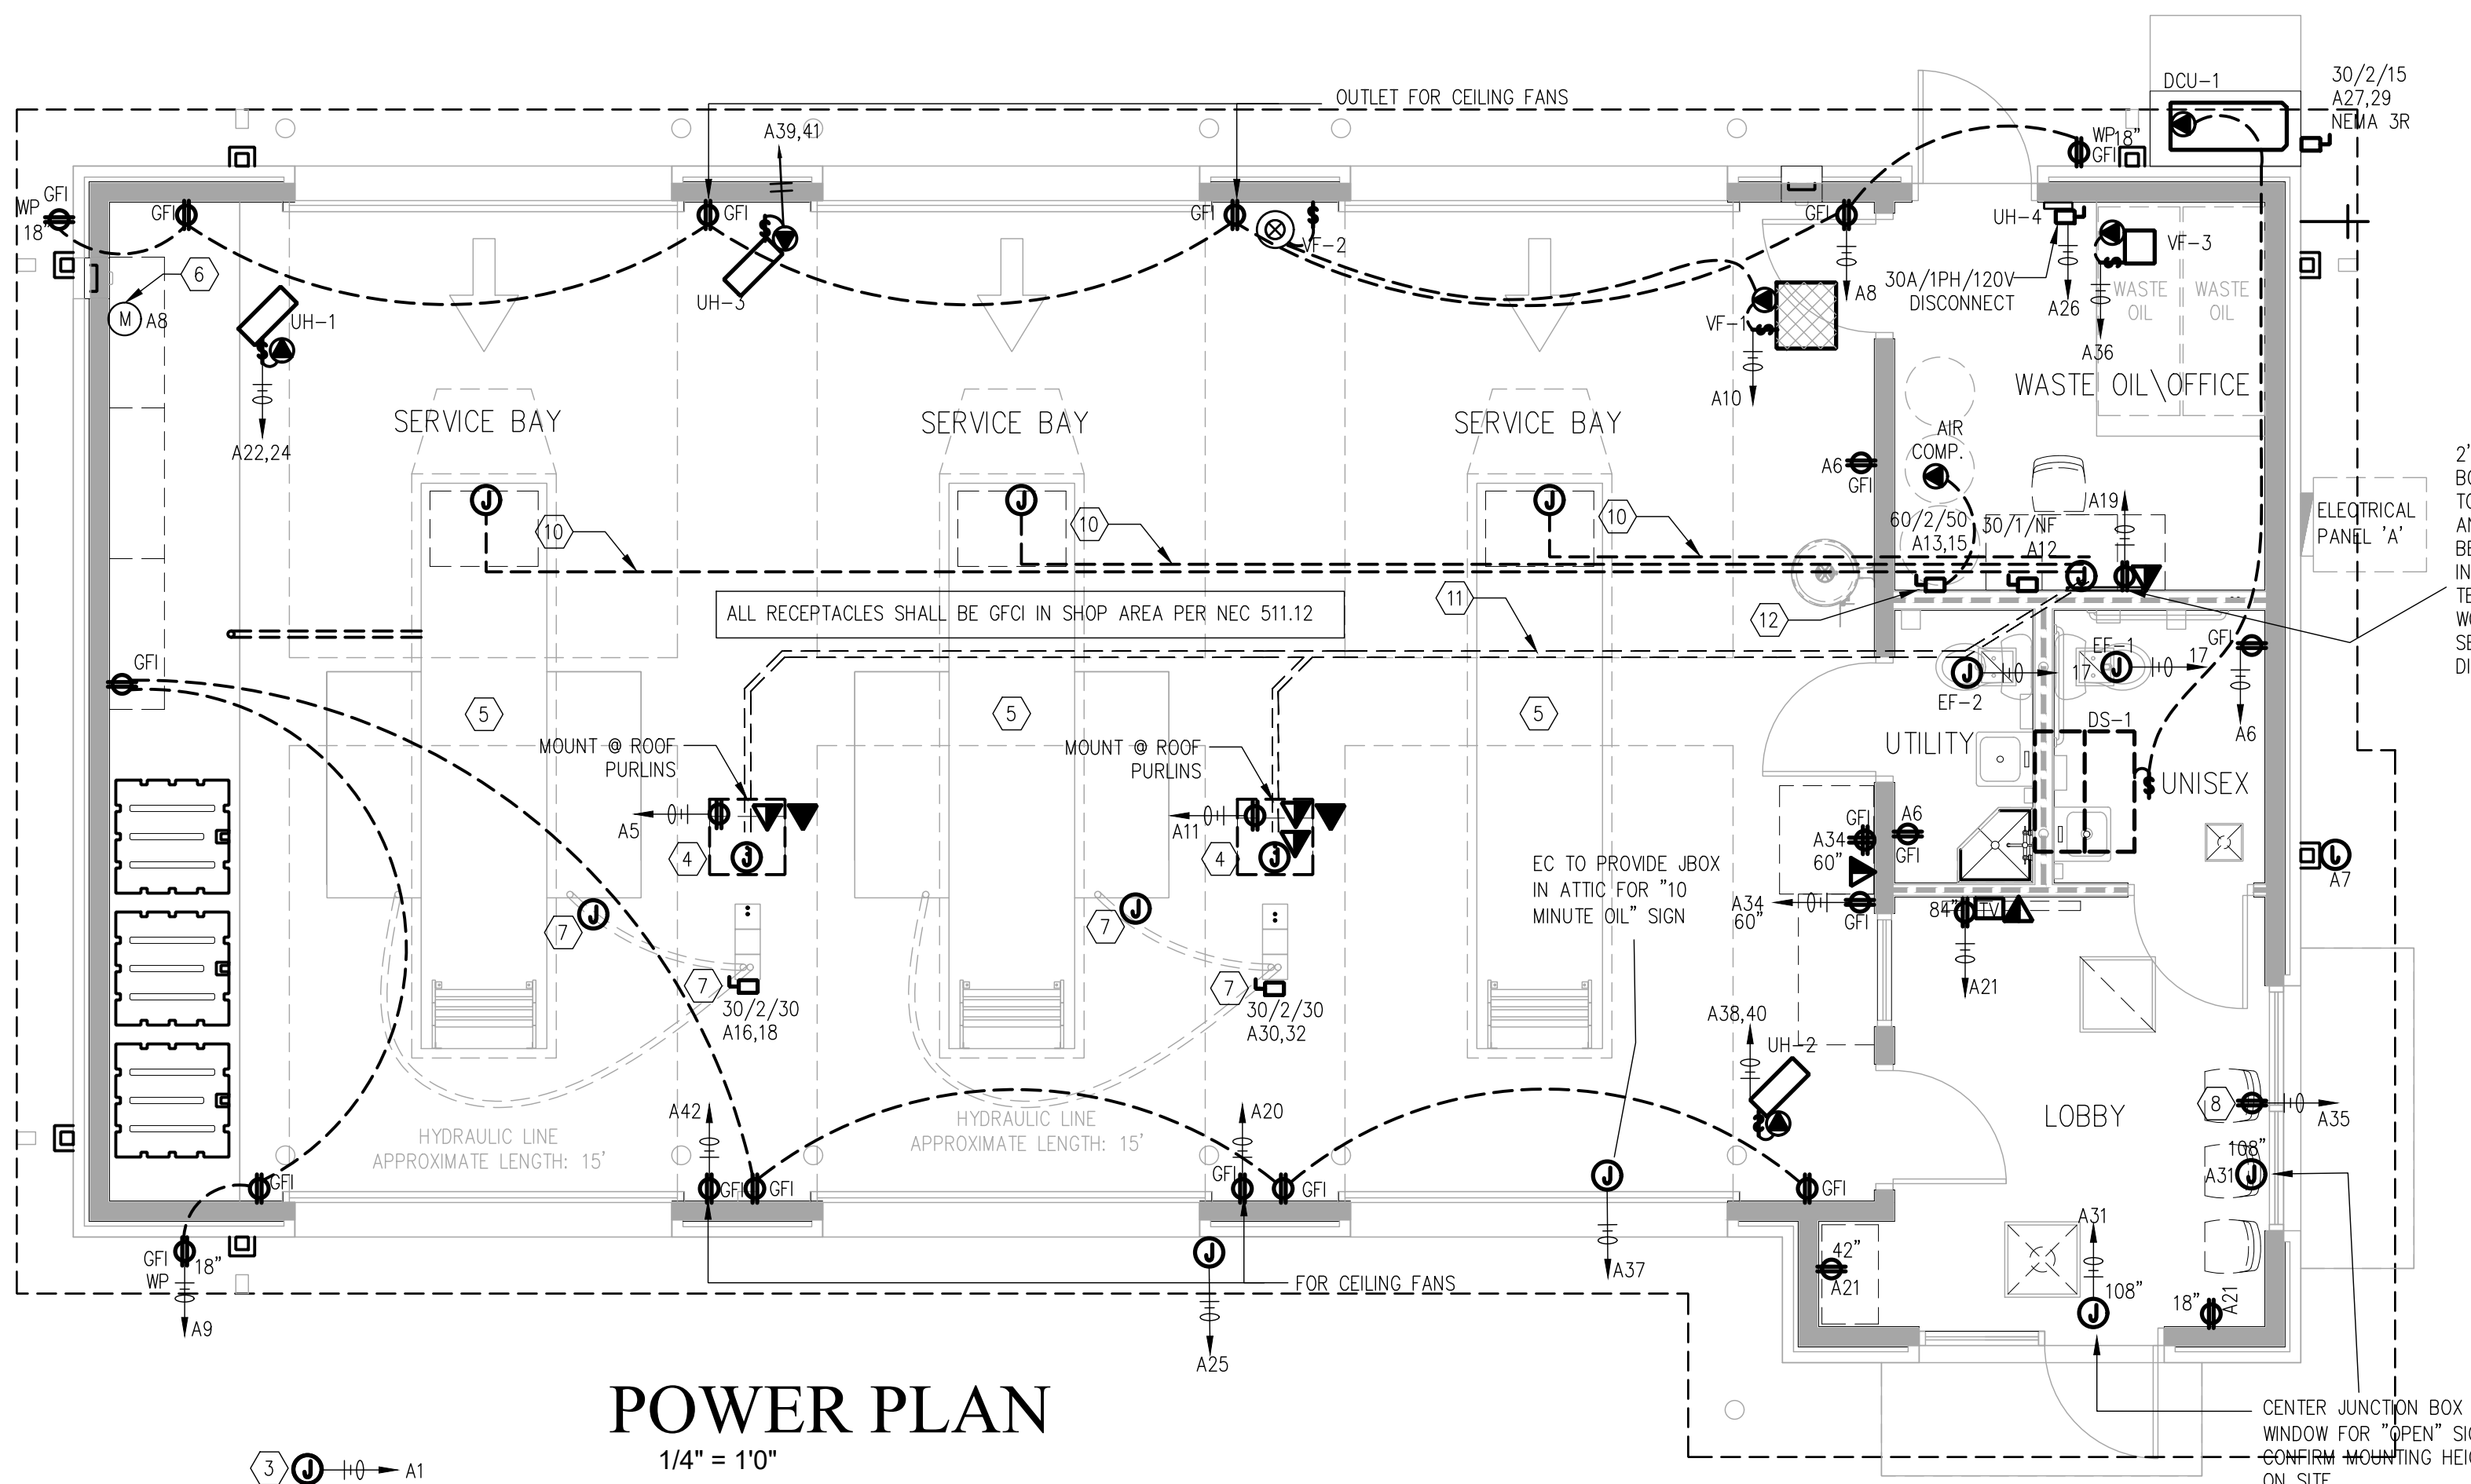 DCU-1
30/2/15
A27,29
NEMA 3R
OUTLET FOR CEILING FANS
A39,41
WP
18"
GFI
WP
GFI
18"
GFI
GFI
GFI
GFI
VF-2
UH-3
UH-4
VF-3
6
M
A8
UH-1
A22,24
30A/1PH/120V
DISCONNECT
A8
A26
A36
VF-1
A10
WASTE
OIL
WASTE
OIL
WASTE OIL\OFFICE
SERVICE BAY
SERVICE BAY
SERVICE BAY
AIR
COMP.
A6
GFI
A19
60/2/50
A13,15
30/1/NF
A12
ELECTRICAL
PANEL 'A'
2'
10
10
10
J
J
J
J
12
ALL RECEPTACLES SHALL BE GFCI IN SHOP AREA PER NEC 511.12
11
GFI
EF-1
17
GFI
J
J
17
EF-2
A6
DS-1
5
5
5
UTILITY
UNISEX
MOUNT @ ROOF
PURLINS
MOUNT @ ROOF
PURLINS
A5
A11
4
J
4
J
GFI
A34
60"
A6
GFI
A34
60"
GFI
84"
TV
A21
J
A7
EC TO PROVIDE JBOX
IN ATTIC FOR "10
MINUTE OIL" SIGN
7
J
7
J
7
30/2/30
A16,18
7
30/2/30
A30,32
A38,40
UH-2
LOBBY
8
A35
108"
A31
J
HYDRAULIC LINE
APPROXIMATE LENGTH: 15'
HYDRAULIC LINE
APPROXIMATE LENGTH: 15'
A42
A20
GFI
GFI
GFI
GFI
GFI
J
GFI
A37
GFI
WP
18"
A9
J
A25
FOR CEILING FANS
42"
A21
A31
J
108"
18"
A21
POWER PLAN
1/4" = 1'0"
3
J
A1
CENTER JUNCTION BOX
WINDOW FOR "OPEN"
CONFIRM MOUNTING
ON SITE